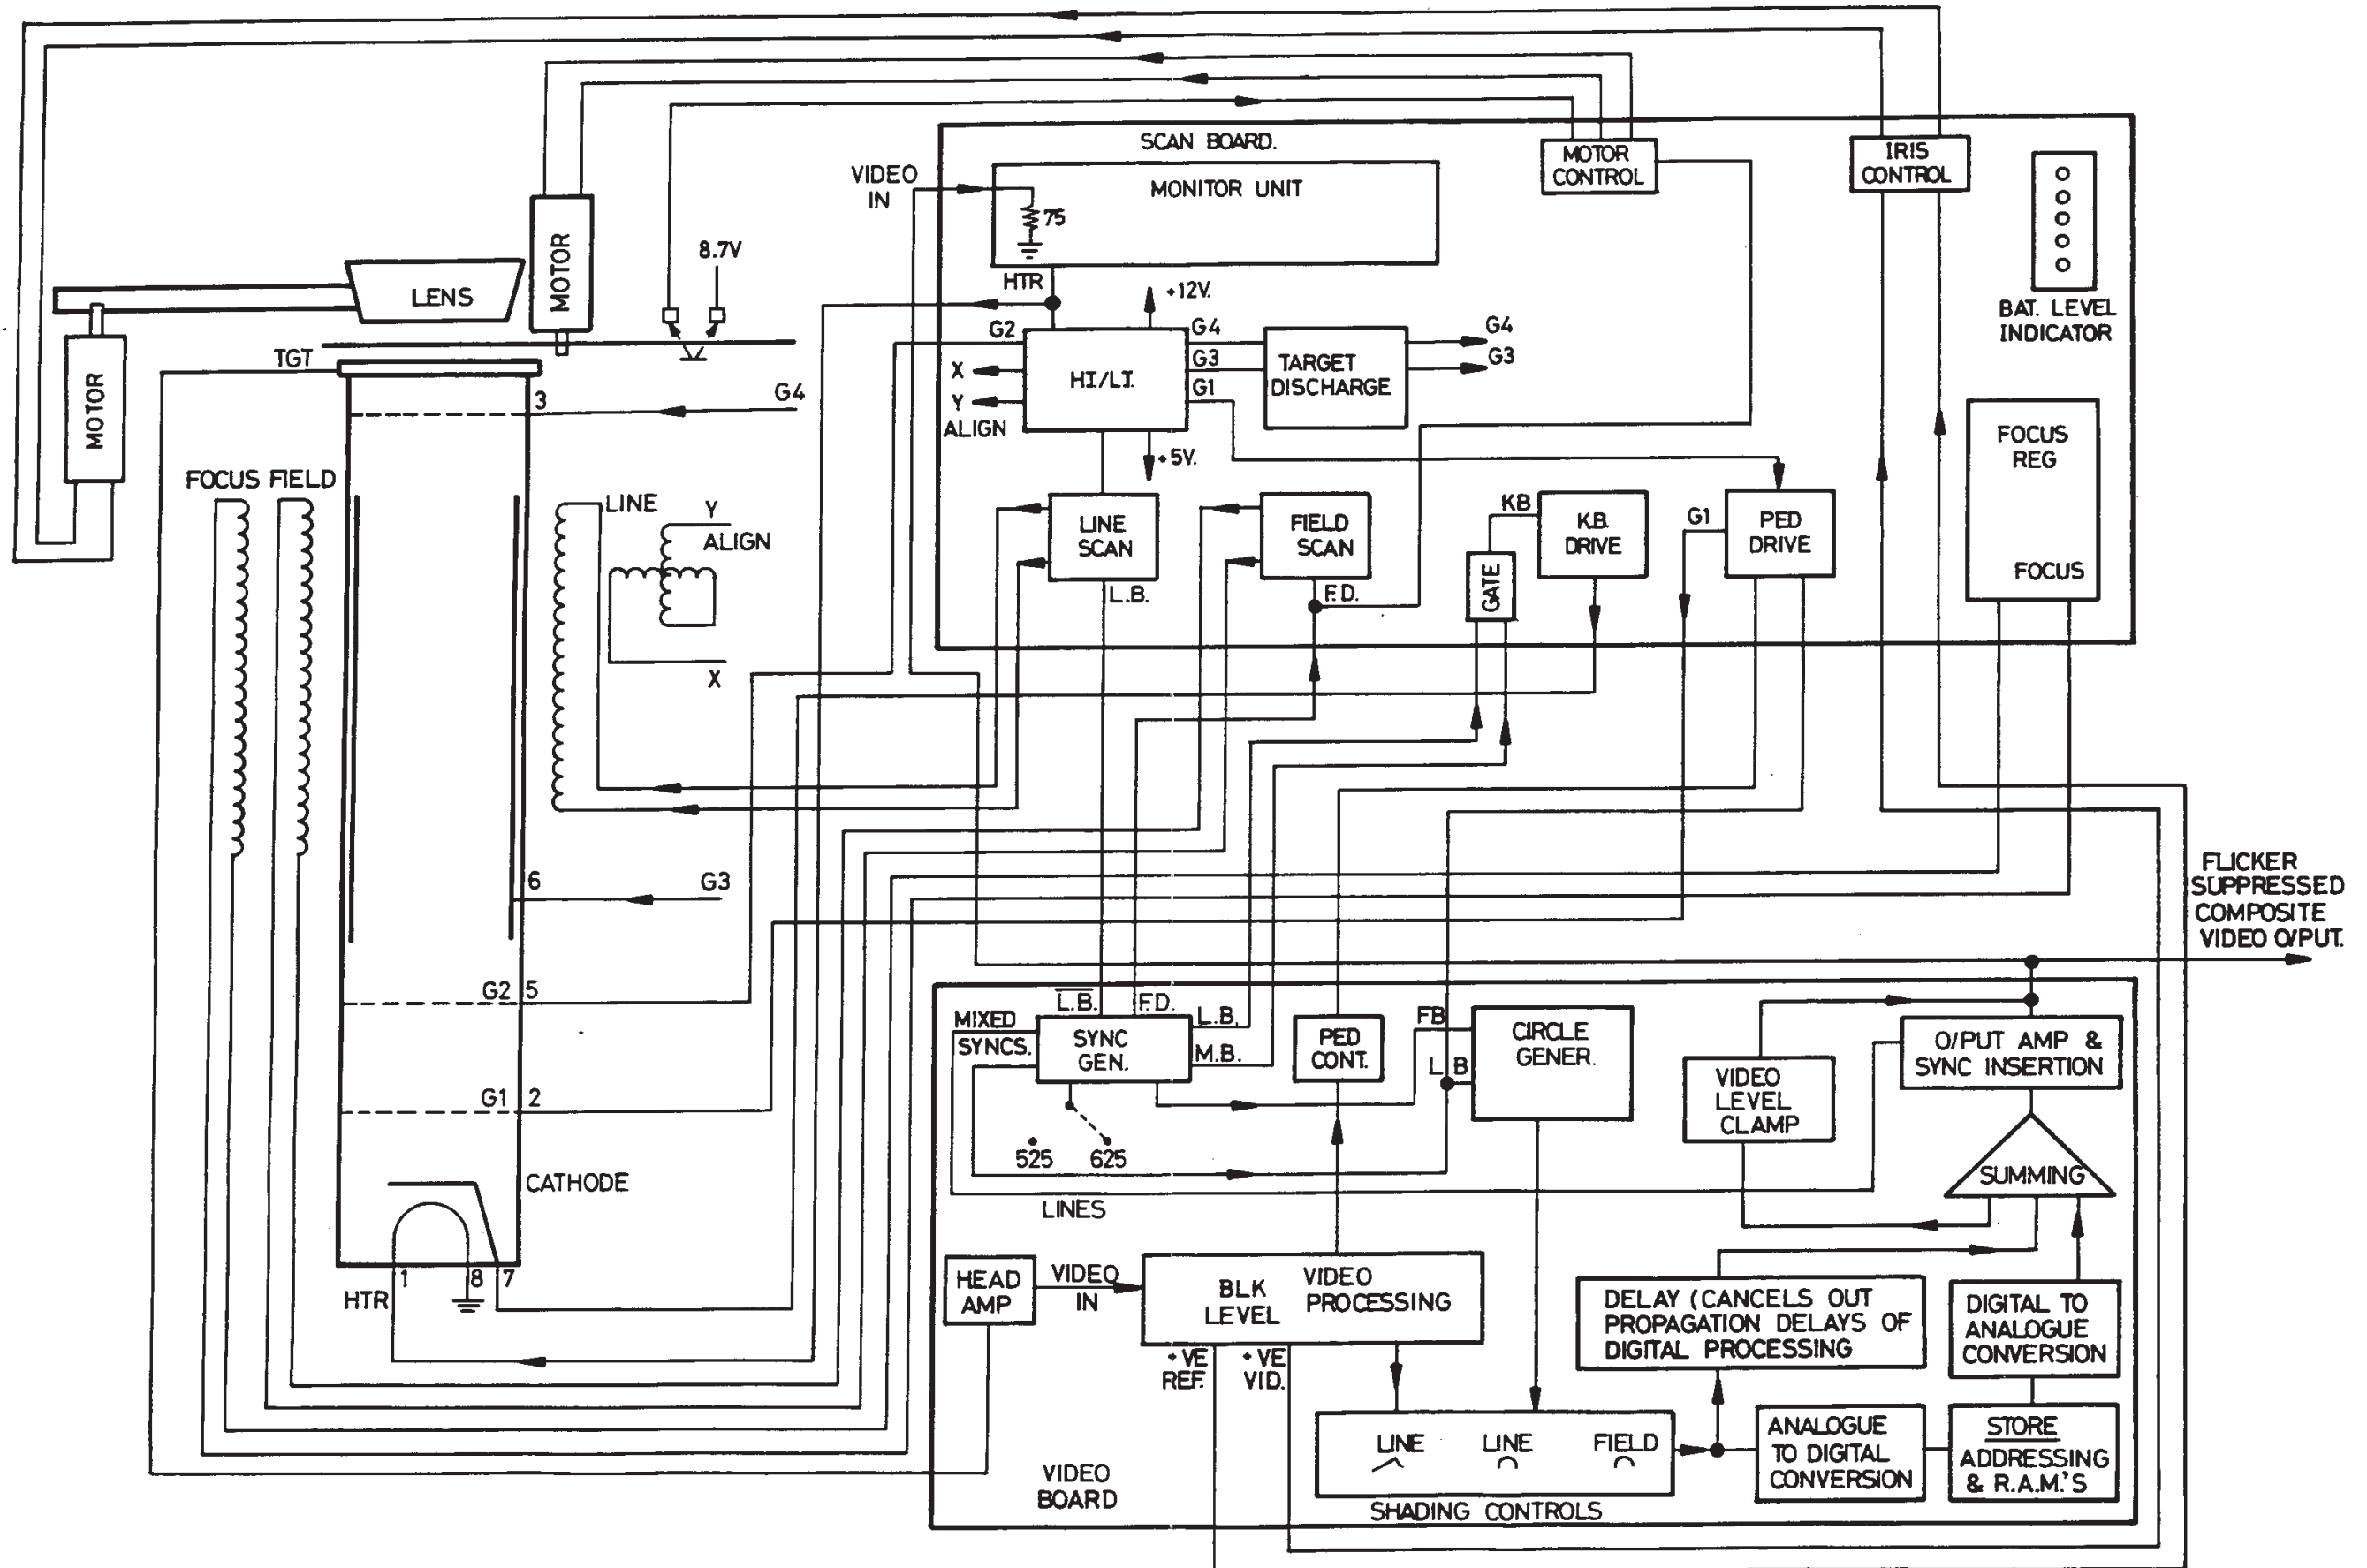 SCAN BOARD.
VIDEO
IN
MONITOR UNIT
75
MOTOR
CONTROL
IRIS
CONTROL
BAT. LEVEL
INDICATOR
8.7V
MOTOR
LENS
MOTOR
TGT
3
G4
HTR
+12V.
G2
G4
G3
G1
X
Y
ALIGN
HI/LI.
TARGET
DISCHARGE
G4
G3
+5V.
FOCUS
REG
FOCUS
FOCUS
FIELD
LINE
Y
ALIGN
X
LINE
SCAN
L.B.
FIELD
SCAN
F.D.
KB
K.B.
DRIVE
GATE
G1
PED
DRIVE
6
G3
G2
5
G1
2
CATHODE
HTR
1
8
7
FLICKER
SUPPRESSED
COMPOSITE
VIDEO O/PUT.
L.B.
F.D.
MIXED
SYNCS.
SYNC
GEN.
L.B.
M.B.
525
625
LINES
PED
CONT.
FB
L B
CIRCLE
GENER.
VIDEO
LEVEL
CLAMP
O/PUT AMP &
SYNC INSERTION
SUMMING
HEAD
AMP
VIDEO
IN
BLK
LEVEL
VIDEO
PROCESSING
+VE
REF.
+VE
VID.
DELAY (CANCELS OUT
PROPAGATION DELAYS OF
DIGITAL PROCESSING
DIGITAL TO
ANALOGUE
CONVERSION
LINE
LINE
FIELD
SHADING CONTROLS
ANALOGUE
TO DIGITAL
CONVERSION
STORE
ADDRESSING
& R.A.M.'S
VIDEO
BOARD